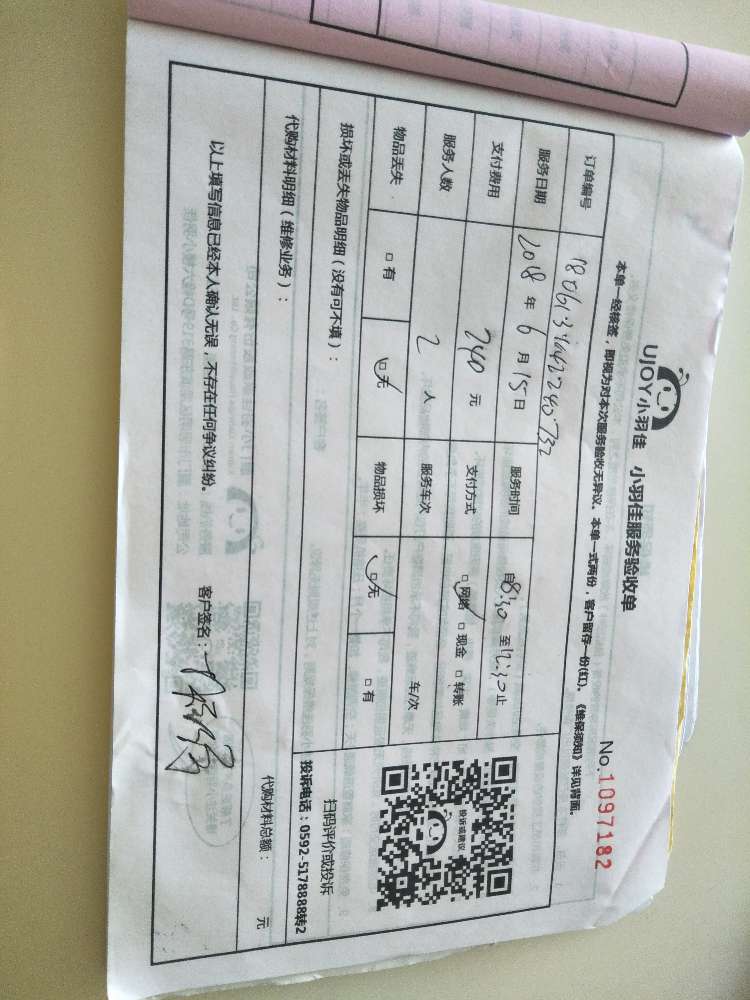 UJOY小羽佳 小羽佳服务验收单
No.1097182
本单一经核签,即视为对本次服务验收无异议。本单一式两份,客户留存一份(红)。《维保须知》详见背面。
订单编号
服务日期 2018 年 6 月 15 日 服务时间 自 8:30 至 12:30 止
支付费用 240 元 支付方式 □网络 □现金 □转账
服务人数 2 人 服务车次 车/次
物品丢失 □有 □无 物品损坏 □无 □有
投诉或建议
扫码评价或投诉
投诉电话:0592-5178888转2
损坏或丢失物品明细(没有可不填):
代购材料明细(维修业务):
代购材料总额: 元
以上填写信息已经本人确认无误,不存在任何争议纠纷。 客户签名: